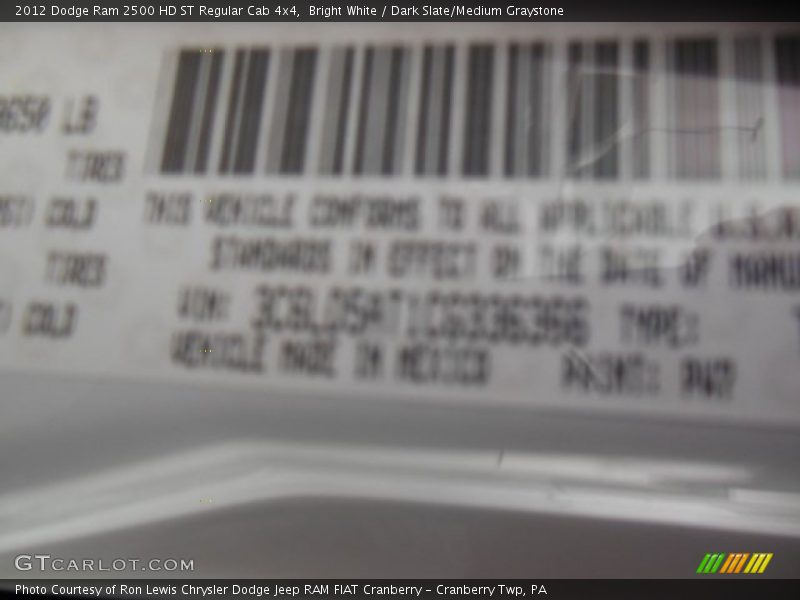 2012 Dodge Ram 2500 HD ST Regular Cab 4x4, Bright White / Dark Slate/Medium Graystone
LB
TIRES
COLD THIS VEHICLE CONFORMS TO ALL APPLICABLE
TIRES STANDARDS IN EFFECT ON THE DATE OF
COLD VIN: TYPE:
VEHICLE MADE IN MEXICO PAINT: PW7
GTCARLOT.COM
Photo Courtesy of Ron Lewis Chrysler Dodge Jeep RAM FIAT Cranberry – Cranberry Twp, PA